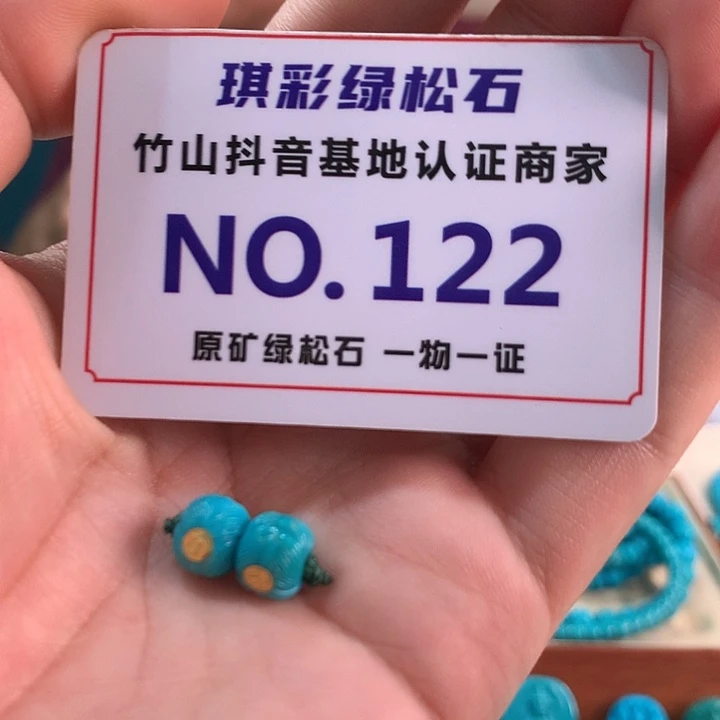 琪彩绿松石
竹山抖音基地认证商家
NO.122
原矿绿松石 一物一证